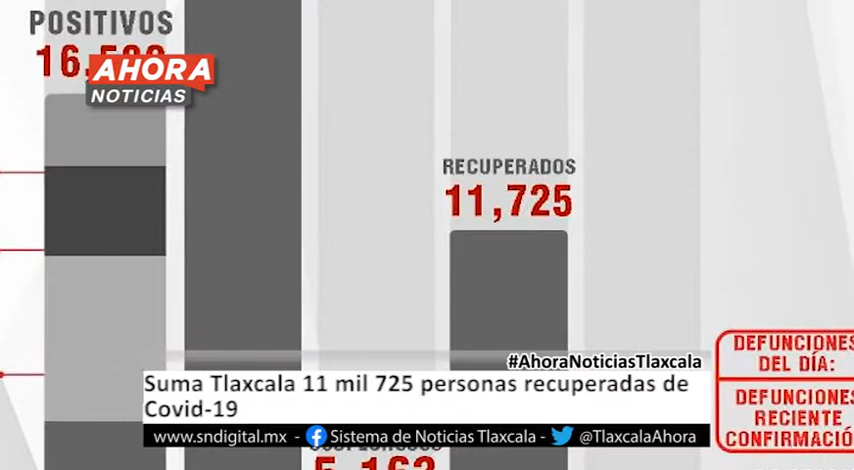 POSITIVOS
AHORA
NOTICIAS
RECUPERADOS
11,725
#AhoraNoticiasTlaxcala
Suma Tlaxcala 11 mil 725 personas recuperadas de
Covid-19
www.sndigital.mx - Sistema de Noticias Tlaxcala - @TlaxcalaAhora
DEFUNCIONES
DEL DÍA:
DEFUNCIONES
RECIENTE
CONFIRMACIÓN